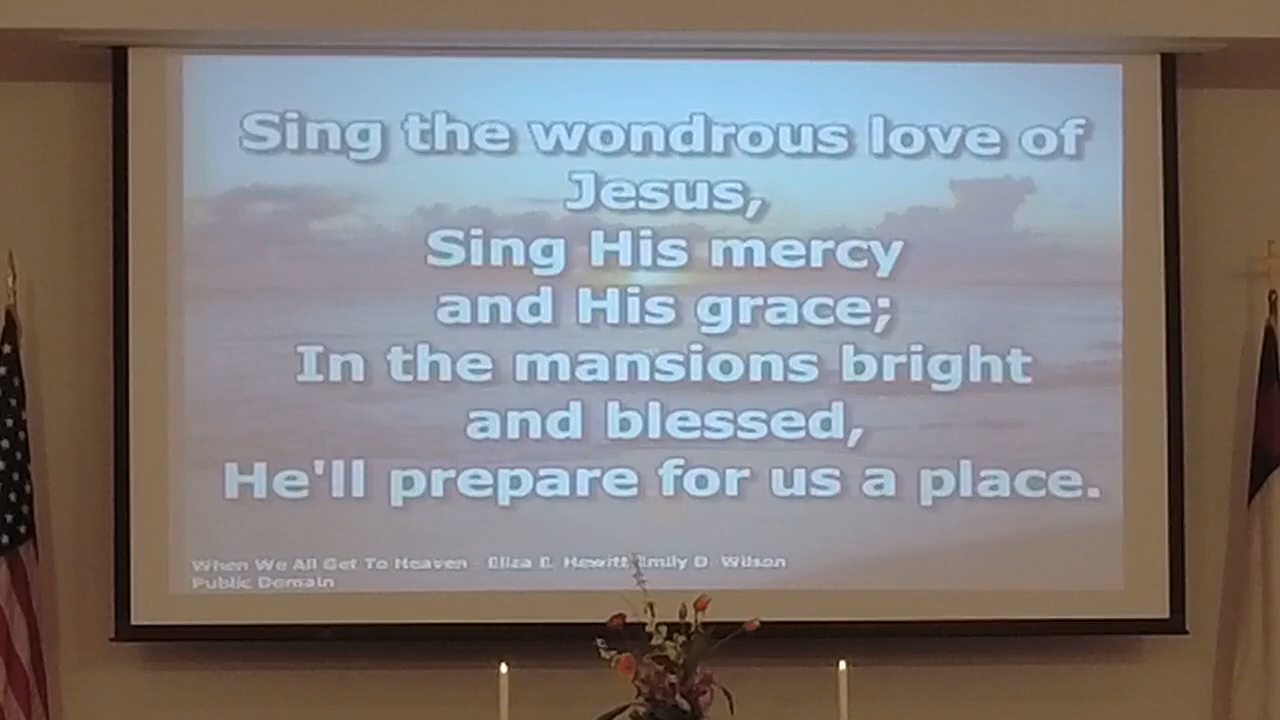 Sing the wondrous love of
Jesus,
Sing His mercy
and His grace;
In the mansions bright
and blessed,
He'll prepare for us a place.
When We All Get To Heaven - Eliza E. Hewitt Emily D. Wilson
Public Domain